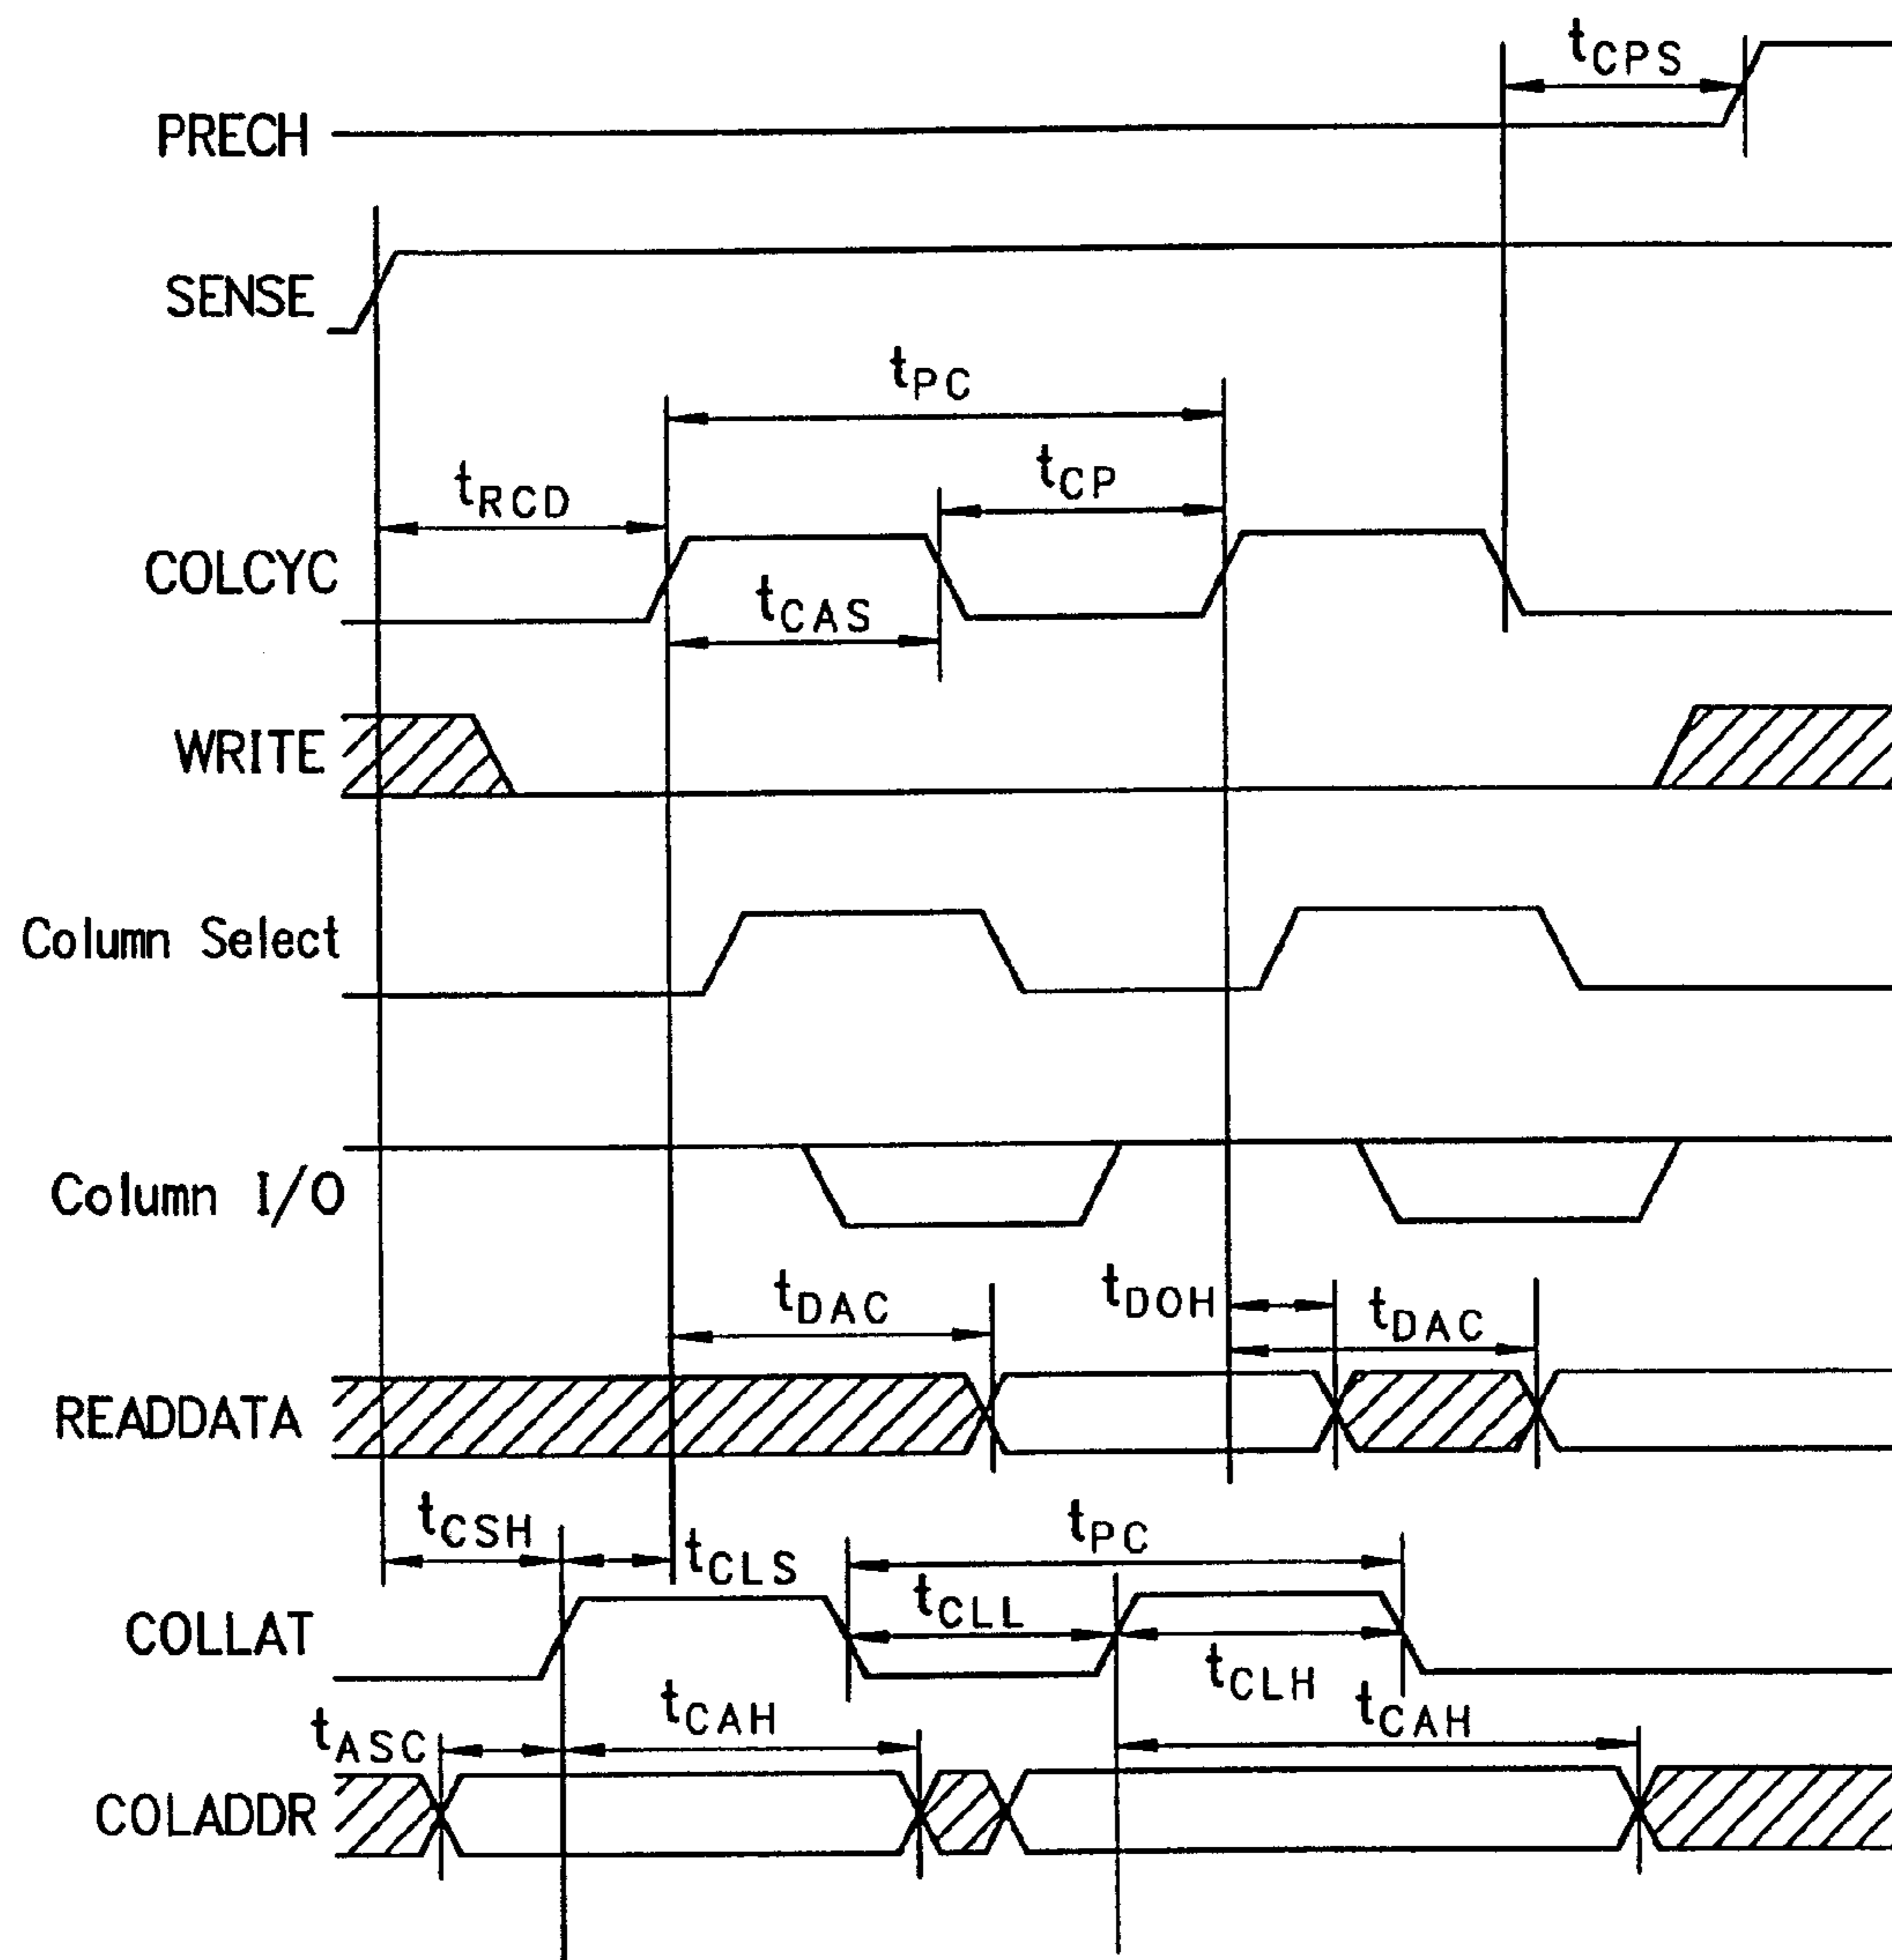 tCPS
PRECH
SENSE
tPC
tRCD
tCP
COLCYC
tCAS
WRITE
Column Select
Column I/O
tDAC
tDOH
tDAC
READDATA
tCSH
tCLS
tPC
tCLL
COLLAT
tCLH
tASC
tCAH
tCAH
COLADDR